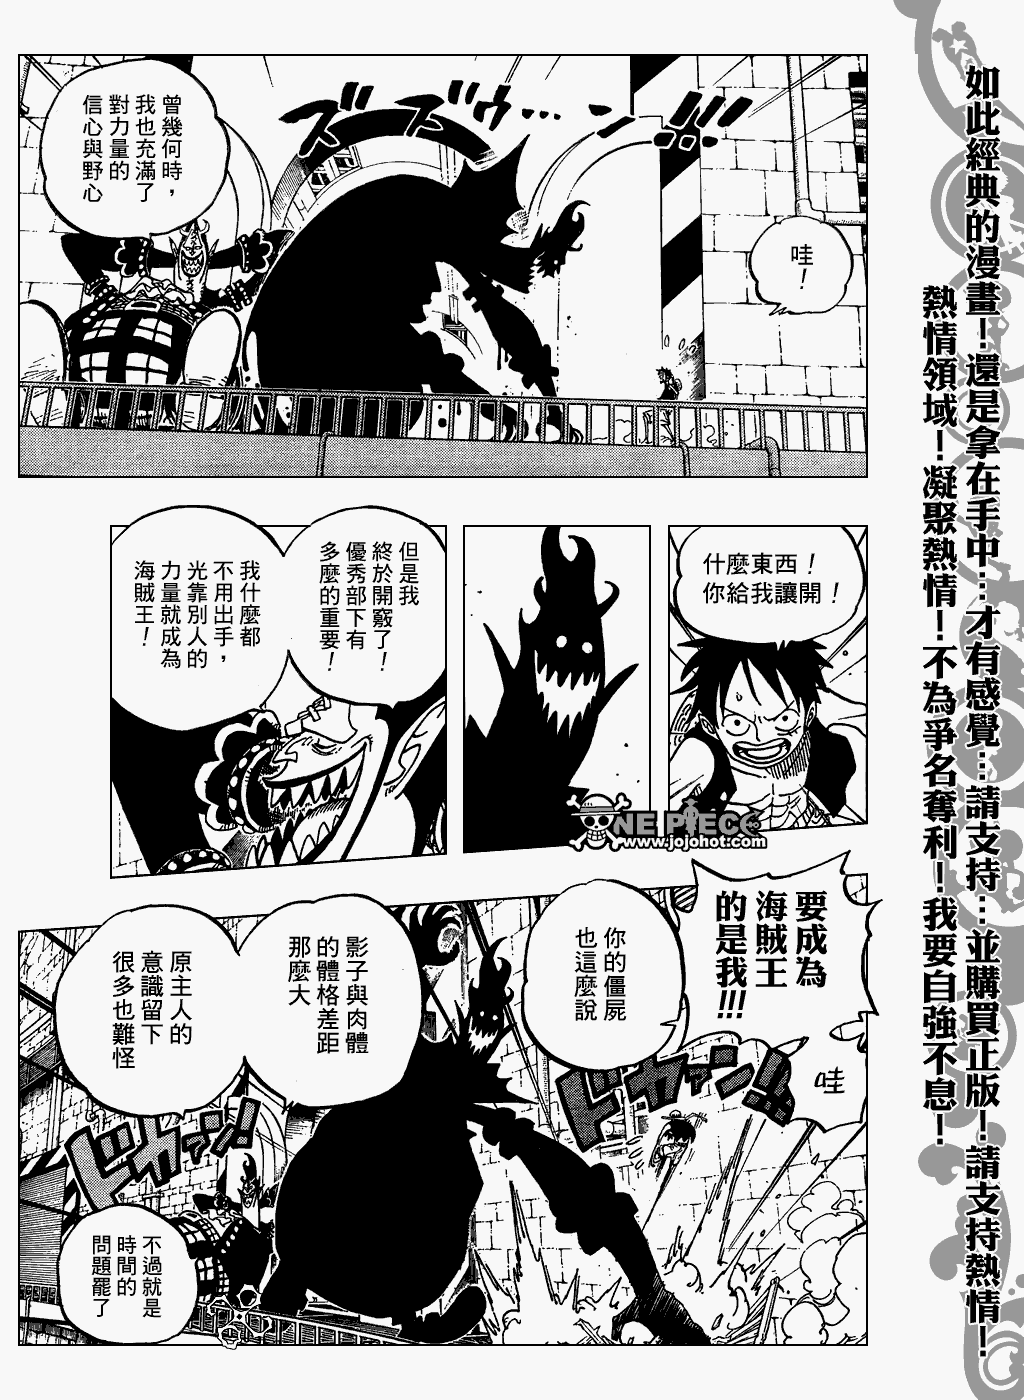 如此經典的漫畫！還是拿在手中…才有感覺…請支持…並購買正版！請支持熱情！
熱情領域！凝聚熱情！不為爭名奪利！我要自強不息！
哇！
ズズゥ…ーン!!!
曾幾何時，
我也充滿了
對力量的
信心與野心
什麼東西！
你給我讓開！
但是我
終於開竅了！
優秀部下有
多麼的重要！
我什麼都
不用出手，
光靠別人的
力量就成為
海賊王！
ONE PIECE
www.jojohot.com
要成為
海賊王
的是我!!!
哇
ドカァーン!!!
你的僵屍
也這麼說
影子與肉體
的體格差距
那麼大
原主人的
意識留下
很多也難怪
ドカァーン!
不過就是
時間的
問題罷了